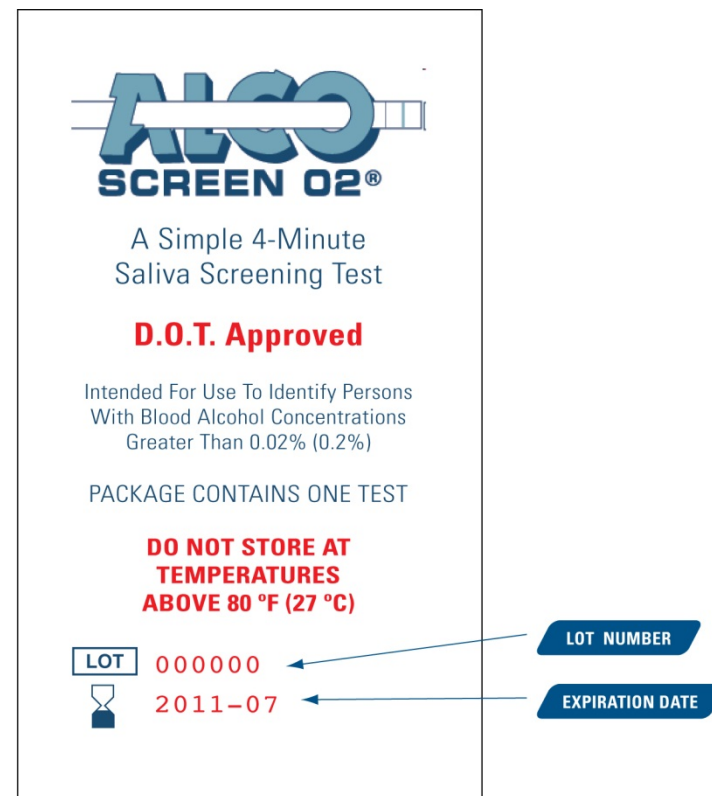 ALCO
SCREEN 02®
A Simple 4-Minute
Saliva Screening Test
D.O.T. Approved
Intended For Use To Identify Persons
With Blood Alcohol Concentrations
Greater Than 0.02% (0.2%)
PACKAGE CONTAINS ONE TEST
DO NOT STORE AT
TEMPERATURES
ABOVE 80 ºF (27 ºC)
LOT 000000
LOT NUMBER
2011-07
EXPIRATION DATE